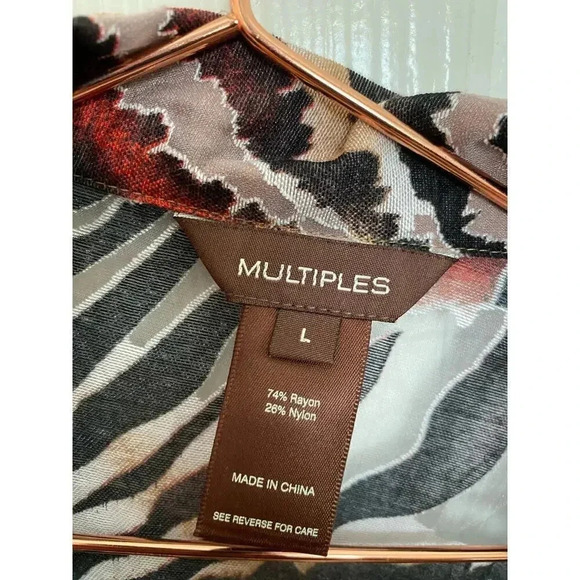 MULTIPLES
L
74% Rayon
26% Nylon
MADE IN CHINA
SEE REVERSE FOR CARE